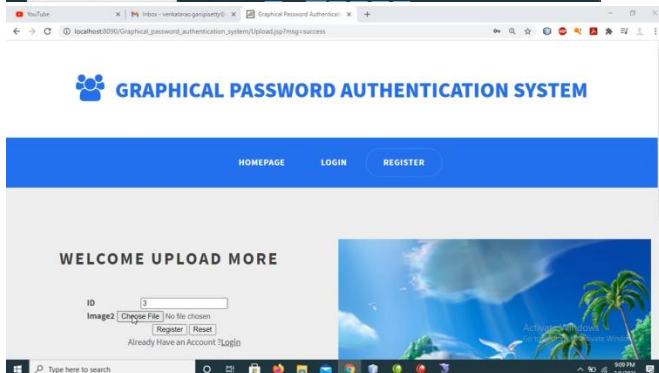 YouTube
Inbox - venkatarao.ganipisetty@
Graphical Password Authenticati
localhost:8090/Graphical_password_authentication_system/Upload.jsp?msg=success
GRAPHICAL PASSWORD AUTHENTICATION SYSTEM
HOMEPAGE LOGIN REGISTER
WELCOME UPLOAD MORE
ID 3
Image2 Choose File No file chosen
Register Reset
Already Have an Account ?Login
Activate Windows
Type here to search
9:09 PM